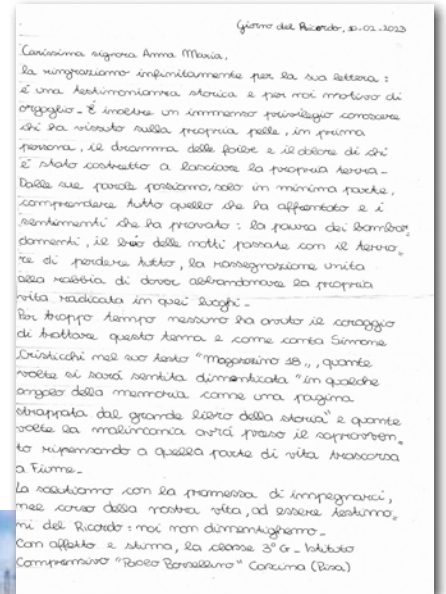 Giorno del Ricordo, 10-02-2023
Carissima signora Anna Maria,
la ringraziamo infinitamente per la sua lettera:
è una testimonianza storica e per noi motivo di
orgoglio. È inoltre un immenso privilegio conoscere
chi ha vissuto sulla propria pelle, in prima
persona, il dramma delle foibe e il dolore di chi
è stato costretto a lasciare la propria terra.
Dalle sue parole possiamo, solo in minima parte,
comprendere tutto quello che ha affrontato e i
sentimenti che ha provato: la paura dei bombar=
damenti, il buio delle notti passate con il terro=
re di perdere tutto, la rassegnazione unita
alla rabbia di dover abbandonare la propria
vita radicata in quei luoghi.
Per troppo tempo nessuno ha avuto il coraggio
di trattare questo tema e come canta Simone
Cristicchi nel suo testo "Magazzino 18", quante
volte si sarà sentita dimenticata "in qualche
angolo della memoria come una pagina
strappata dal grande libro della storia" e quante
volte la malinconia avrà preso il sopravven=
to ripensando a quella parte di vita trascorsa
a Fiume.
La salutiamo con la promessa di impegnarci,
nel corso della nostra vita, ad essere testimo=
ni del Ricordo: noi non dimentichiamo.
Con affetto e stima, la classe 3° G - Istituto
Comprensivo "Paolo Borsellino" Cascina (Pisa)